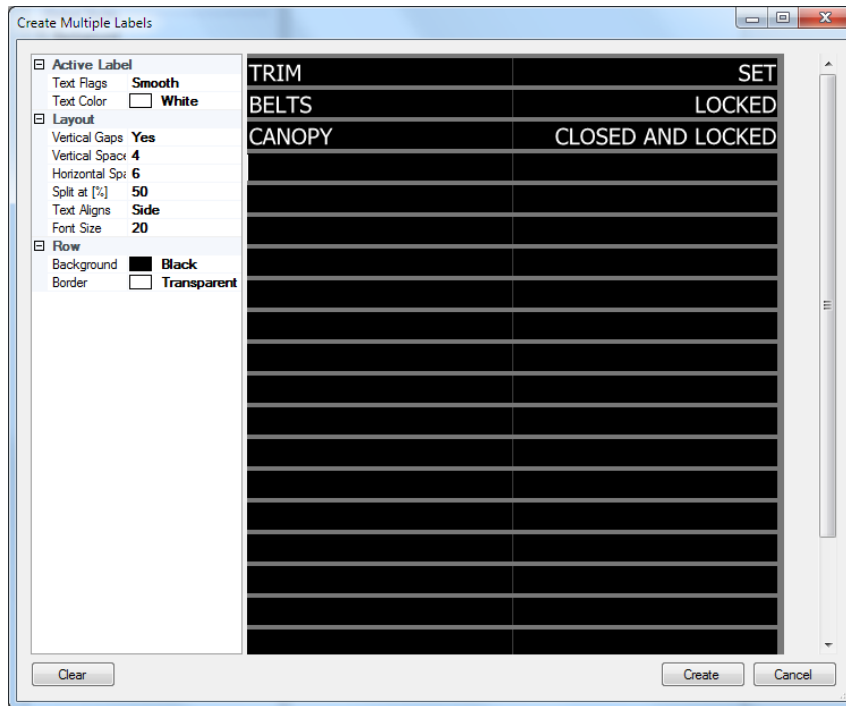 Create Multiple Labels
Active Label
Text Flags Smooth
Text Color White
Layout
Vertical Gaps Yes
Vertical Space 4
Horizontal Spa 6
Split at [%] 50
Text Aligns Side
Font Size 20
Row
Background Black
Border Transparent
TRIM SET
BELTS LOCKED
CANOPY CLOSED AND LOCKED
Clear Create Cancel